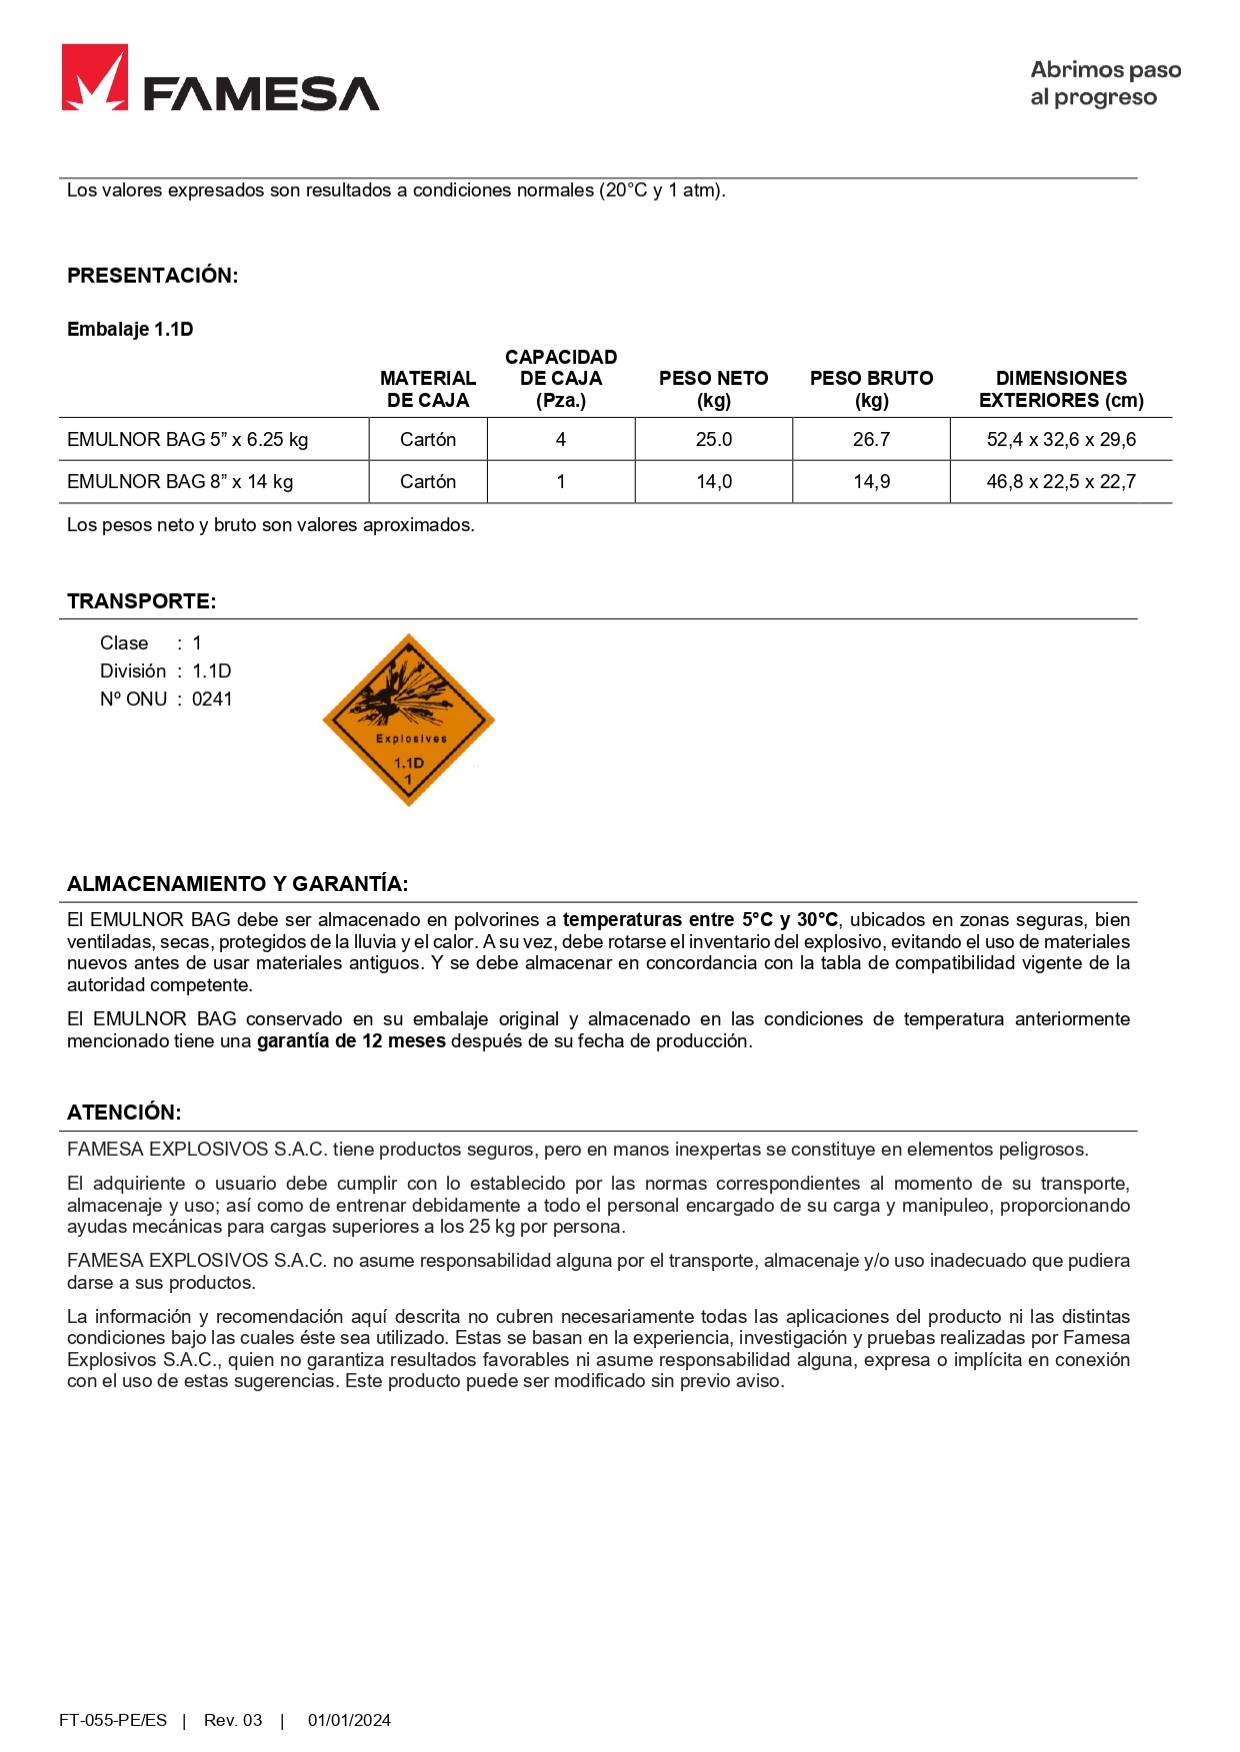 FAMESA
Abrimos paso
al progreso
Los valores expresados son resultados a condiciones normales (20°C y 1 atm).
PRESENTACIÓN:
Embalaje 1.1D
MATERIAL DE CAJA CAPACIDAD DE CAJA (Pza.) PESO NETO (kg) PESO BRUTO (kg) DIMENSIONES EXTERIORES (cm)
EMULNOR BAG 5” x 6.25 kg Cartón 4 25.0 26.7 52,4 x 32,6 x 29,6
EMULNOR BAG 8” x 14 kg Cartón 1 14,0 14,9 46,8 x 22,5 x 22,7
Los pesos neto y bruto son valores aproximados.
TRANSPORTE:
Clase : 1
División : 1.1D
Nº ONU : 0241
Explosives
1.1D
1
ALMACENAMIENTO Y GARANTÍA:
El EMULNOR BAG debe ser almacenado en polvorines a temperaturas entre 5°C y 30°C, ubicados en zonas seguras, bien
ventiladas, secas, protegidos de la lluvia y el calor. A su vez, debe rotarse el inventario del explosivo, evitando el uso de materiales
nuevos antes de usar materiales antiguos. Y se debe almacenar en concordancia con la tabla de compatibilidad vigente de la
autoridad competente.
El EMULNOR BAG conservado en su embalaje original y almacenado en las condiciones de temperatura anteriormente
mencionado tiene una garantía de 12 meses después de su fecha de producción.
ATENCIÓN:
FAMESA EXPLOSIVOS S.A.C. tiene productos seguros, pero en manos inexpertas se constituye en elementos peligrosos.
El adquiriente o usuario debe cumplir con lo establecido por las normas correspondientes al momento de su transporte,
almacenaje y uso; así como de entrenar debidamente a todo el personal encargado de su carga y manipuleo, proporcionando
ayudas mecánicas para cargas superiores a los 25 kg por persona.
FAMESA EXPLOSIVOS S.A.C. no asume responsabilidad alguna por el transporte, almacenaje y/o uso inadecuado que pudiera
darse a sus productos.
La información y recomendación aquí descrita no cubren necesariamente todas las aplicaciones del producto ni las distintas
condiciones bajo las cuales éste sea utilizado. Estas se basan en la experiencia, investigación y pruebas realizadas por Famesa
Explosivos S.A.C., quien no garantiza resultados favorables ni asume responsabilidad alguna, expresa o implícita en conexión
con el uso de estas sugerencias. Este producto puede ser modificado sin previo aviso.
FT-055-PE/ES | Rev. 03 | 01/01/2024